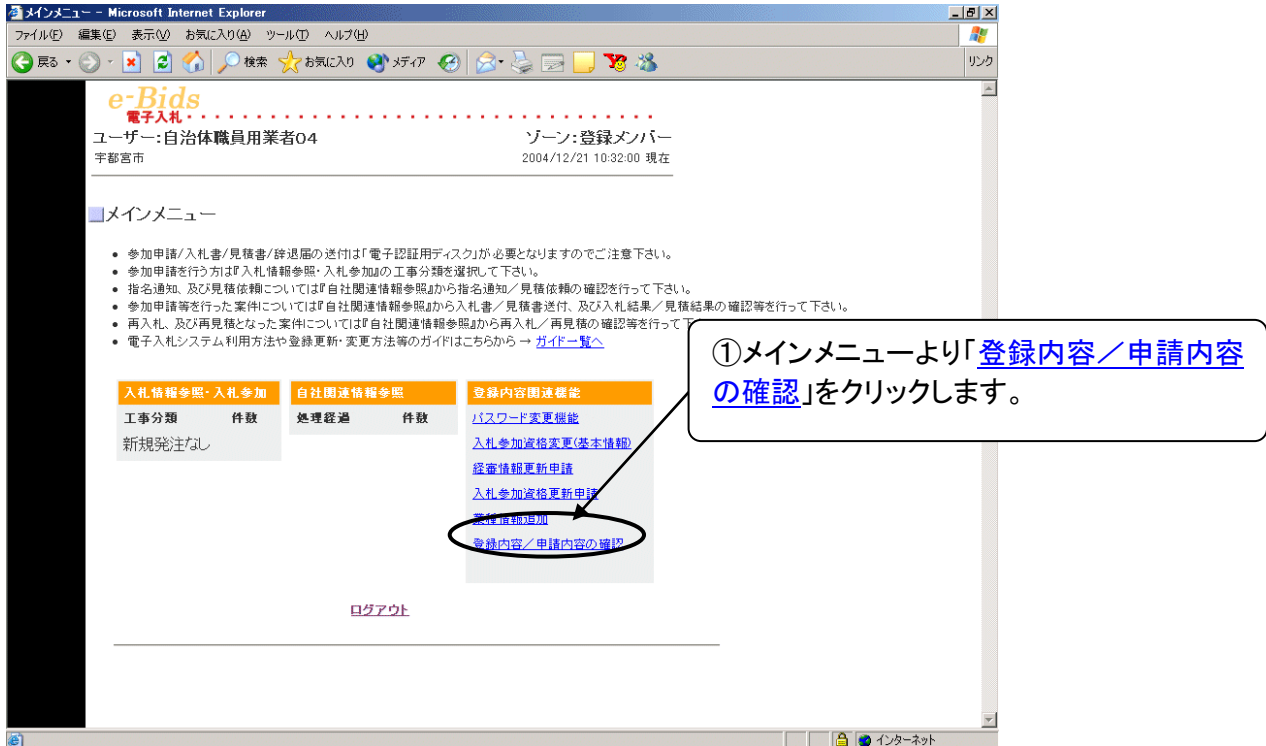 メインメニュー - Microsoft Internet Explorer
ファイル(F) 編集(E) 表示(V) お気に入り(A) ツール(T) ヘルプ(H)
戻る 検索 お気に入り メディア リンク
e-Bids
電子入札
ユーザー:自治体職員用業者04 ゾーン:登録メンバー
宇都宮市 2004/12/21 10:32:00 現在
メインメニュー
• 参加申請/入札書/見積書/辞退届の送付は「電子認証用ディスク」が必要となりますのでご注意下さい。
• 参加申請を行う方は『入札情報参照・入札参加』の工事分類を選択して下さい。
• 指名通知、及び見積依頼については『自社関連情報参照』から指名通知/見積依頼の確認を行って下さい。
• 参加申請等を行った案件については『自社関連情報参照』から入札書/見積書送付、及び入札結果/見積結果の確認等を行って下さい。
• 再入札、及び再見積となった案件については『自社関連情報参照』から再入札/再見積の確認等を行って下
• 電子入札システム利用方法や登録更新・変更方法等のガイドはこちらから → ガイド一覧へ
①メインメニューより「登録内容/申請内容
の確認」をクリックします。
入札情報参照・入札参加 自社関連情報参照 登録内容関連機能
工事分類 件数 処理経過 件数 パスワード変更機能
新規発注なし 入札参加資格変更(基本情報)
経審情報更新申請
入札参加資格更新申請
業種情報追加
登録内容/申請内容の確認
ログアウト
インターネット